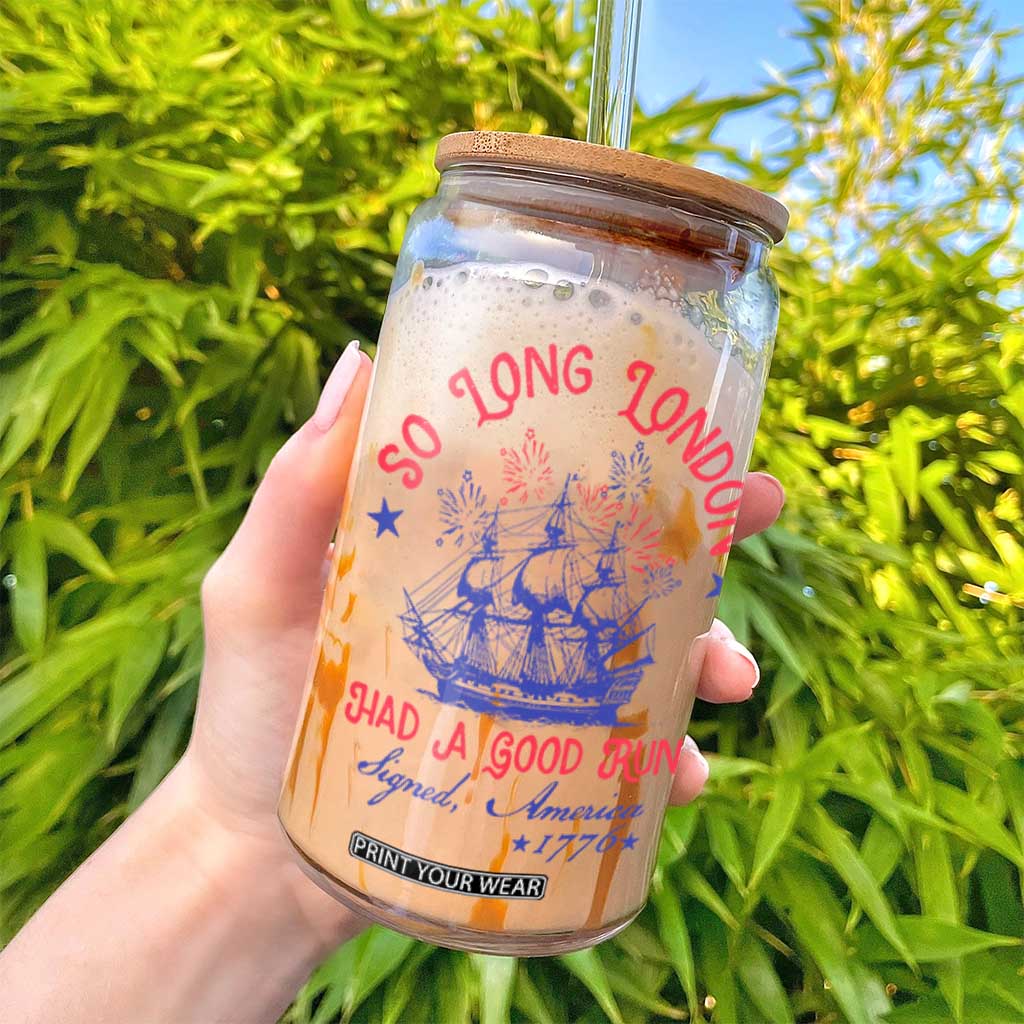 SO LONG LONDON
HAD A GOOD RUN
Signed, America
★1776★
PRINT YOUR WEAR